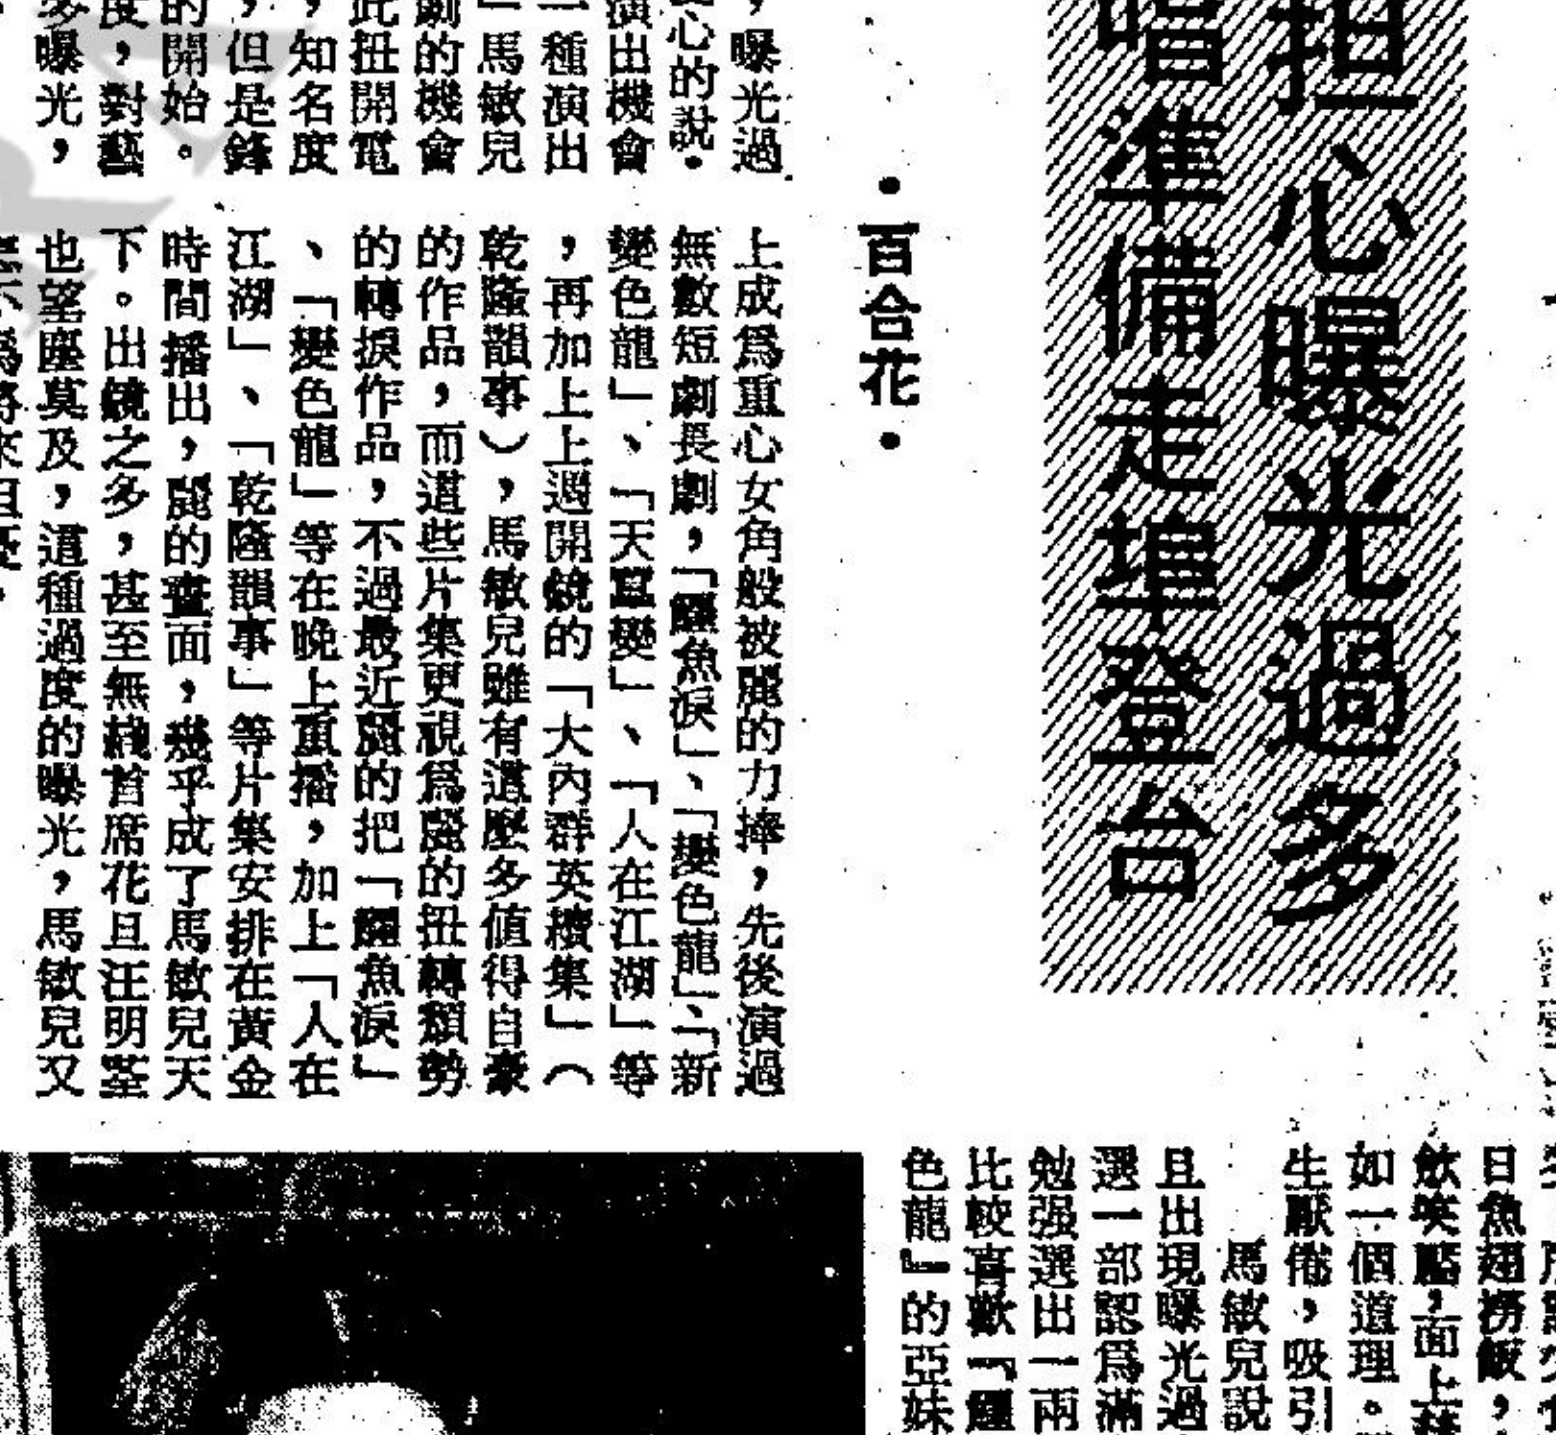 担心曝光過多
唱準備走埠登台
·百合花·
，曝光過
心的說。
演出機會
一種演出
」馬敏兒
劇的機會
此扭開電
，知名度
，但是鋒
的開始。
度，對藝
多曝光，
上成爲重心女角般被麗的力捧，先後演過
無數短劇長劇，「鱷魚淚」、「變色龍」、「新
變色龍」、「天蠶變」、「人在江湖」等
，再加上上週開鏡的「大內群英續集」（
乾隆韻事），馬敏兒雖有這麼多值得自豪
的作品，而這些片集更視爲麗的扭轉頹勢
的轉捩作品，不過最近麗的把「鱷魚淚」
、「變色龍」等在晚上重播，加上「人在
江湖」、「乾隆韻事」等片集安排在黃金
時間播出，麗的畫面，幾乎成了馬敏兒天
下。出鏡之多，甚至無綫首席花旦汪明荃
也望塵莫及，這種過度的曝光，馬敏兒又
日魚翅撈飯，
歛笑靨，面上
如一個道理。
生厭倦，吸引
馬敏兒說
且出現曝光過
選一部認爲滿
勉强選出一兩
比較喜歡『鱷
色龍』的亞妹